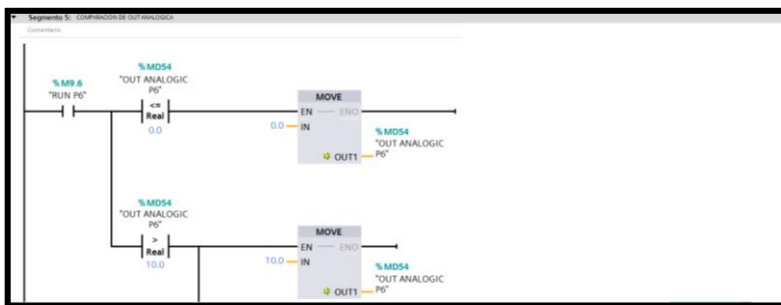 Segmento 5: COMPARACION DE OUT ANALOGICA
Comentario
%MD54
"OUT ANALOGIC
P6"
%M9.6
"RUN P6"
<=
Real
0.0
MOVE
EN ENO
0.0 IN
%MD54
"OUT ANALOGIC
OUT1 P6"
%MD54
"OUT ANALOGIC
P6"
>
Real
10.0
MOVE
EN ENO
10.0 IN
%MD54
"OUT ANALOGIC
OUT1 P6"